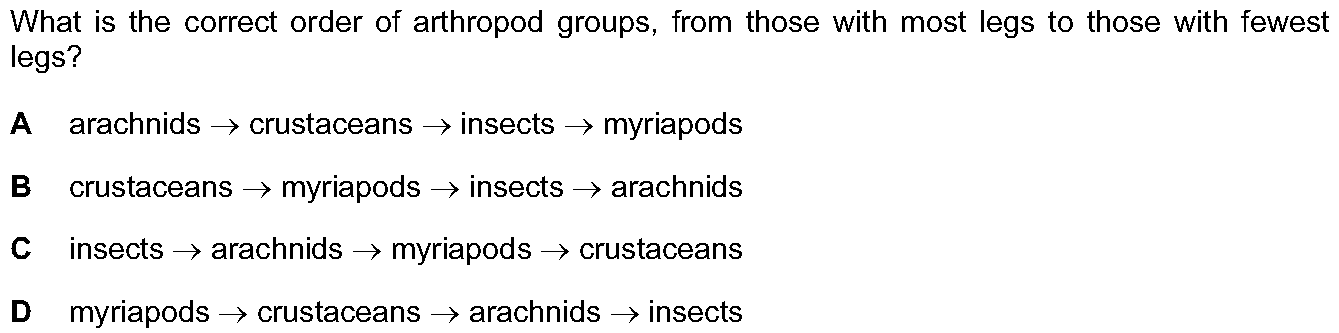 What is the correct order of arthropod groups, from those with most legs to those with fewest
legs?
A arachnids → crustaceans → insects → myriapods
B crustaceans → myriapods → insects → arachnids
C insects → arachnids → myriapods → crustaceans
D myriapods → crustaceans → arachnids → insects